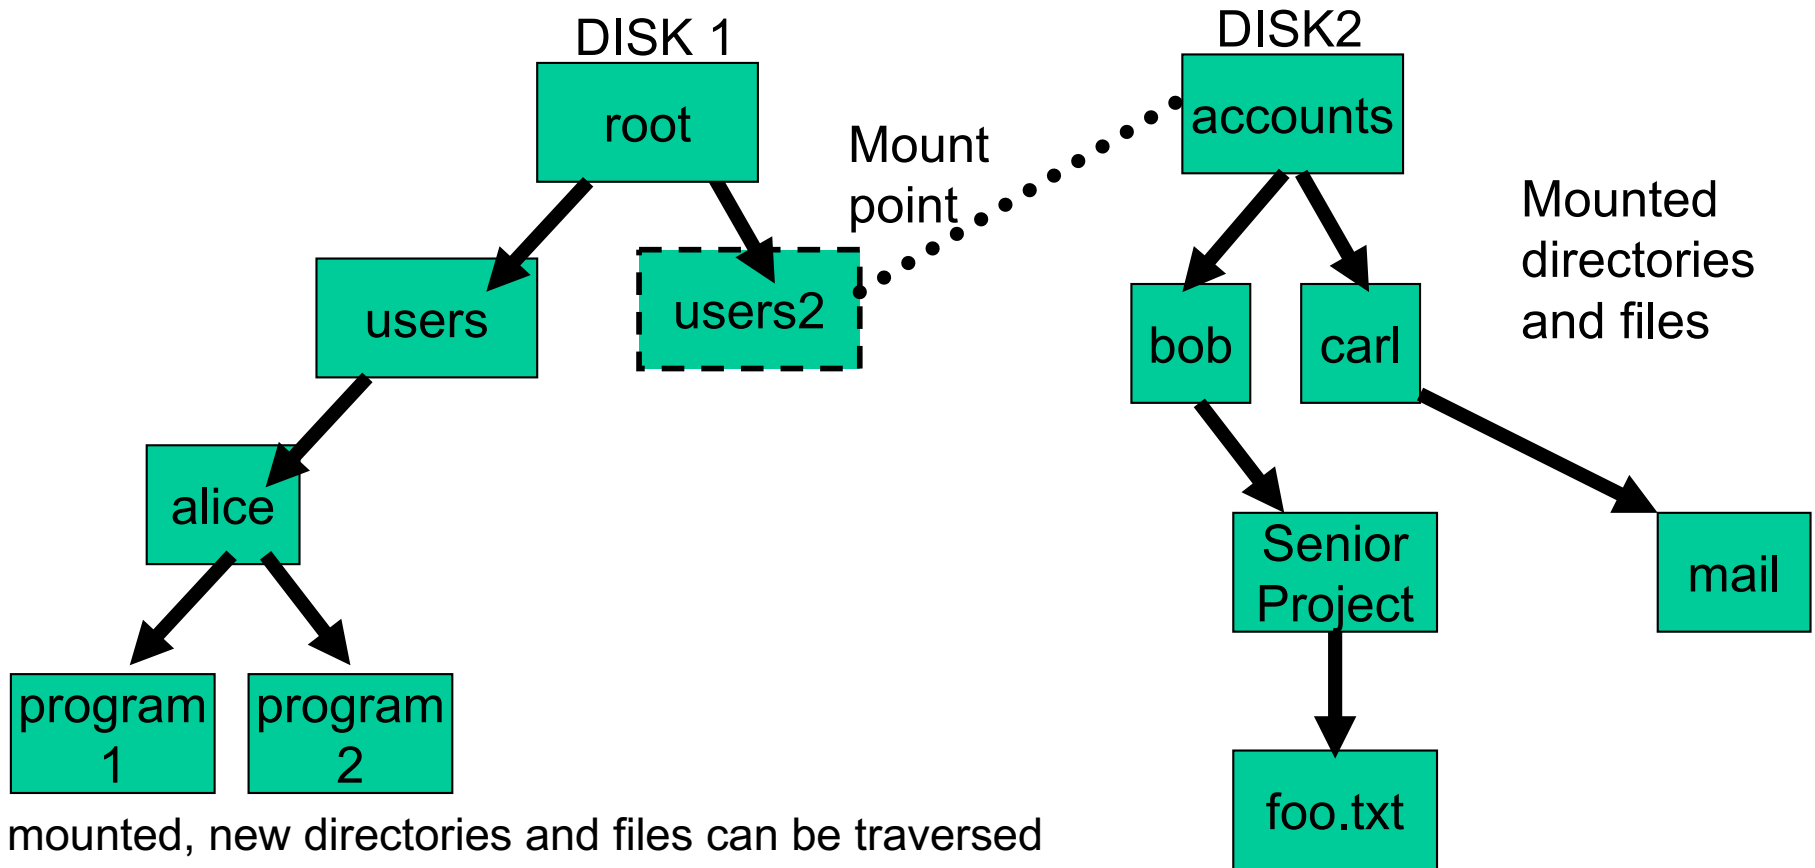 DISK 1
DISK2
root
accounts
Mount
point
Mounted
directories
and files
users
users2
bob
carl
alice
Senior
Project
mail
program
1
program
2
foo.txt
mounted, new directories and files can be traversed